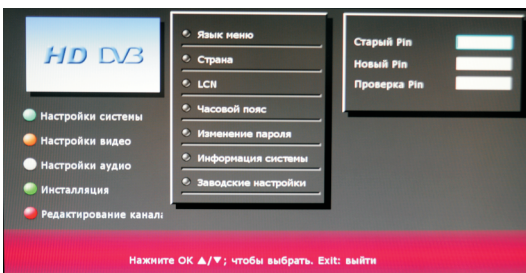 HD DVB
Настройки системы
Настройки видео
Настройки аудио
Инсталляция
Редактирование канала
Язык меню
Страна
LCN
Часовой пояс
Изменение пароля
Информация системы
Заводские настройки
Старый Pin
Новый Pin
Проверка Pin
Нажмите OK ▲/▼; чтобы выбрать. Exit: выйти